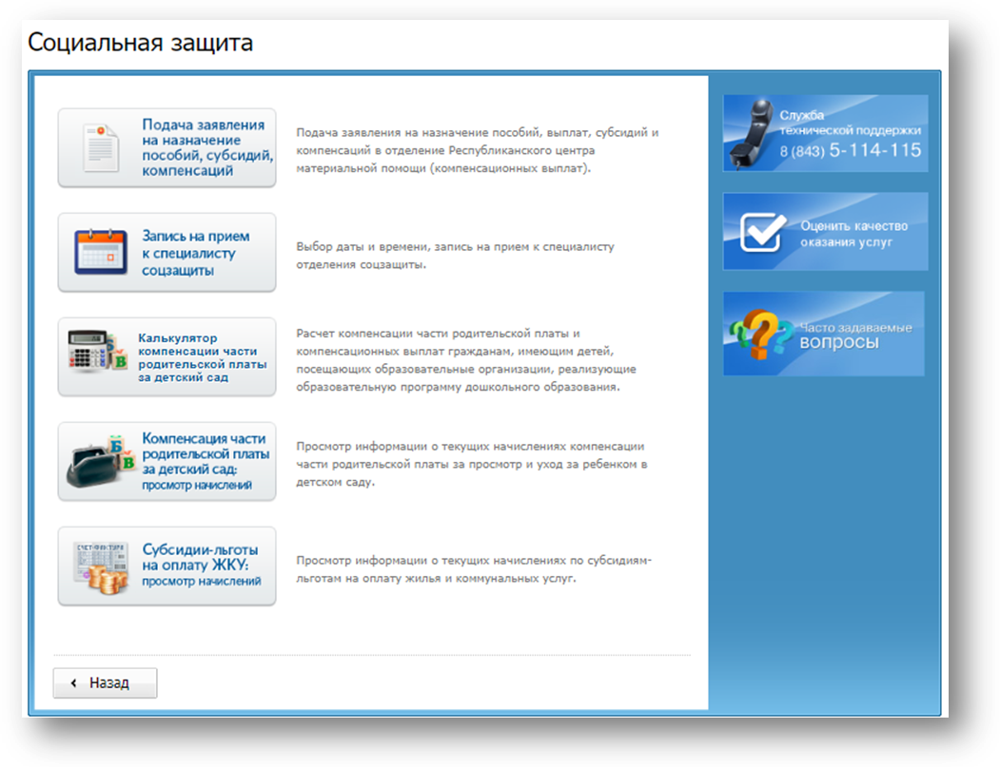 Социальная защита
Подача заявления
на назначение
пособий, субсидий,
компенсаций
Подача заявления на назначение пособий, выплат, субсидий и
компенсаций в отделение Республиканского центра
материальной помощи (компенсационных выплат).
Запись на прием
к специалисту
соцзащиты
Выбор даты и времени, запись на прием к специалисту
отделения соцзащиты.
Калькулятор
компенсации части
родительской платы
за детский сад
Расчет компенсации части родительской платы и
компенсационных выплат гражданам, имеющим детей,
посещающих образовательные организации, реализующие
образовательную программу дошкольного образования.
Б
В
Компенсация части
родительской платы
за детский сад:
просмотр начислений
Просмотр информации о текущих начислениях компенсации
части родительской платы за просмотр и уход за ребенком в
детском саду.
СЧЕТ-ФАКТУРА
Субсидии-льготы
на оплату ЖКУ:
просмотр начислений
Просмотр информации о текущих начислениях по субсидиям-
льготам на оплату жилья и коммунальных услуг.
Назад
Служба
технической поддержки
8 (843) 5-114-115
Оценить качество
оказания услуг
Часто задаваемые
вопросы